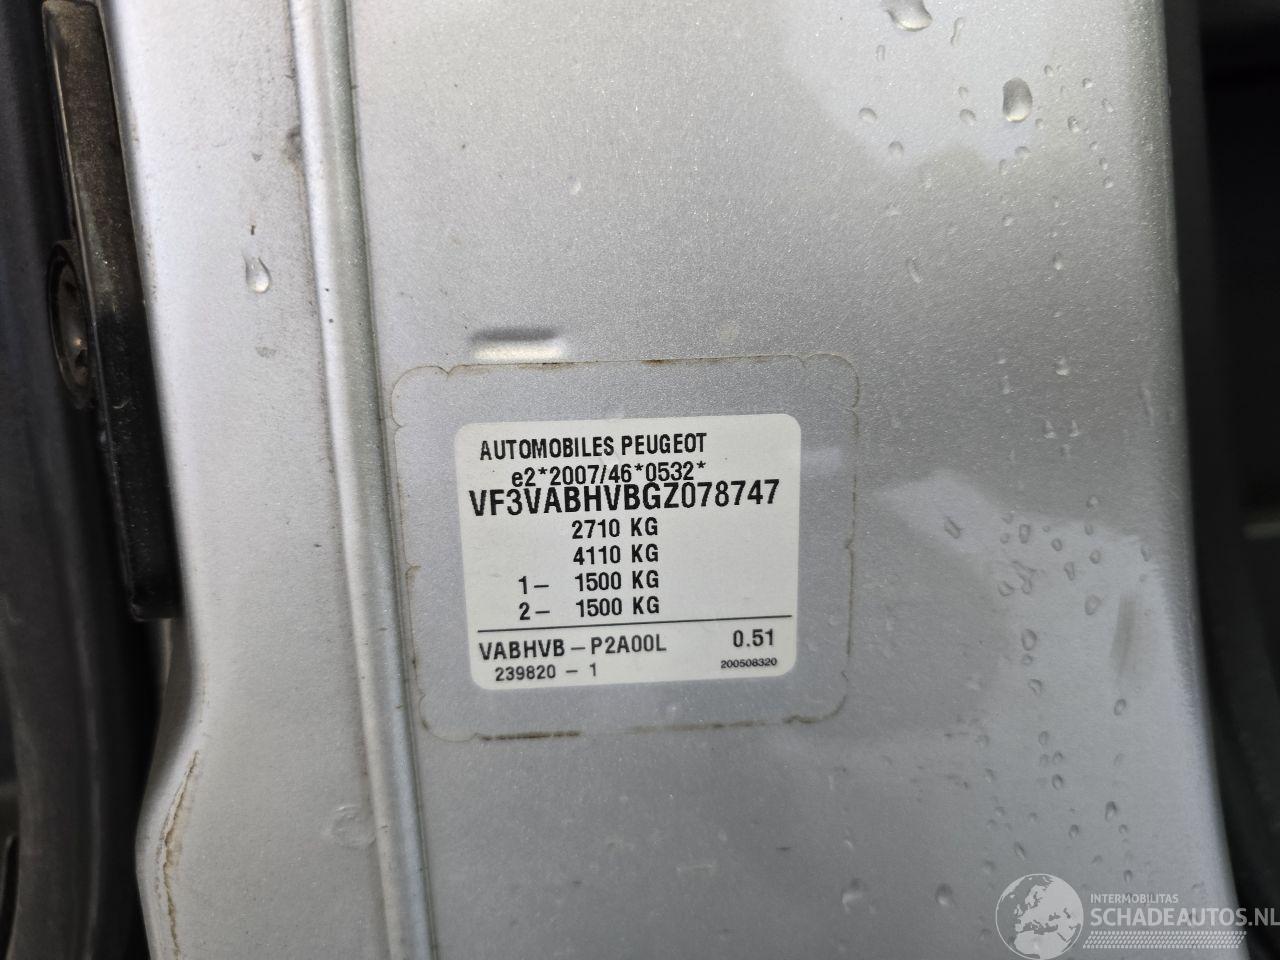 AUTOMOBILES PEUGEOT
e2*2007/46*0532*
VF3VABHVBGZ078747
2710 KG
4110 KG
1- 1500 KG
2- 1500 KG
VABHVB-P2A00L 0.51
239820-1 200508320
INTERMOBILITAS
SCHADEAUTOS.NL